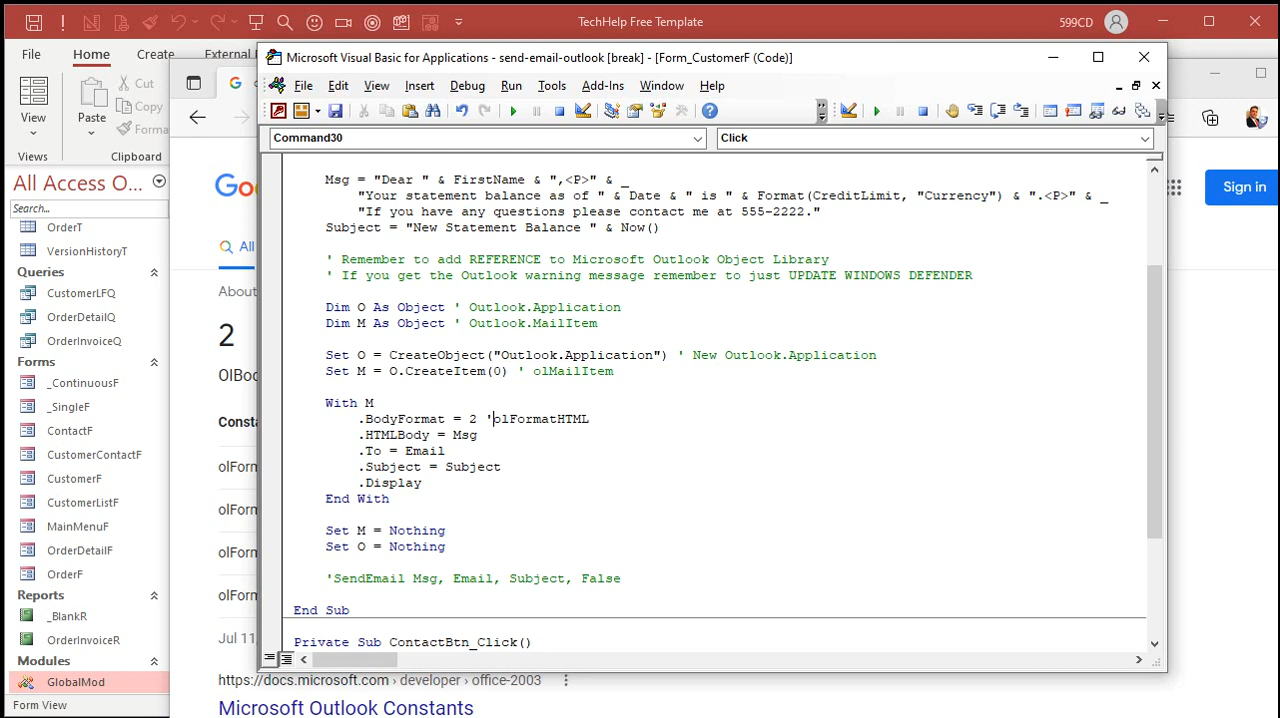 TechHelp Free Template
599CD
File
Home
Create
External
View
Views
Paste
Cut
Copy
Forma
Clipboard
All Access O...
Search...
OrderT
VersionHistoryT
Queries
CustomerLFQ
OrderDetailQ
OrderInvoiceQ
Forms
_ContinuousF
_SingleF
ContactF
CustomerContactF
CustomerF
CustomerListF
MainMenuF
OrderDetailF
OrderF
Reports
_BlankR
OrderInvoiceR
Modules
GlobalMod
Form View
Sign in
All
About
2
OlBod
Consta
olForm
olForm
olForm
olForm
Jul 11,
https://docs.microsoft.com › developer › office-2003
Microsoft Outlook Constants
Microsoft Visual Basic for Applications - send-email-outlook [break] - [Form_CustomerF (Code)]
File Edit View Insert Debug Run Tools Add-Ins Window Help
Command30
Click
Msg = "Dear " & FirstName & ",<P>" & _
"Your statement balance as of " & Date & " is " & Format(CreditLimit, "Currency") & ".<P>" & _
"If you have any questions please contact me at 555-2222."
Subject = "New Statement Balance " & Now()
' Remember to add REFERENCE to Microsoft Outlook Object Library
' If you get the Outlook warning message remember to just UPDATE WINDOWS DEFENDER
Dim O As Object ' Outlook.Application
Dim M As Object ' Outlook.MailItem
Set O = CreateObject("Outlook.Application") ' New Outlook.Application
Set M = O.CreateItem(0) ' olMailItem
With M
.BodyFormat = 2 'olFormatHTML
.HTMLBody = Msg
.To = Email
.Subject = Subject
.Display
End With
Set M = Nothing
Set O = Nothing
'SendEmail Msg, Email, Subject, False
End Sub
Private Sub ContactBtn_Click()